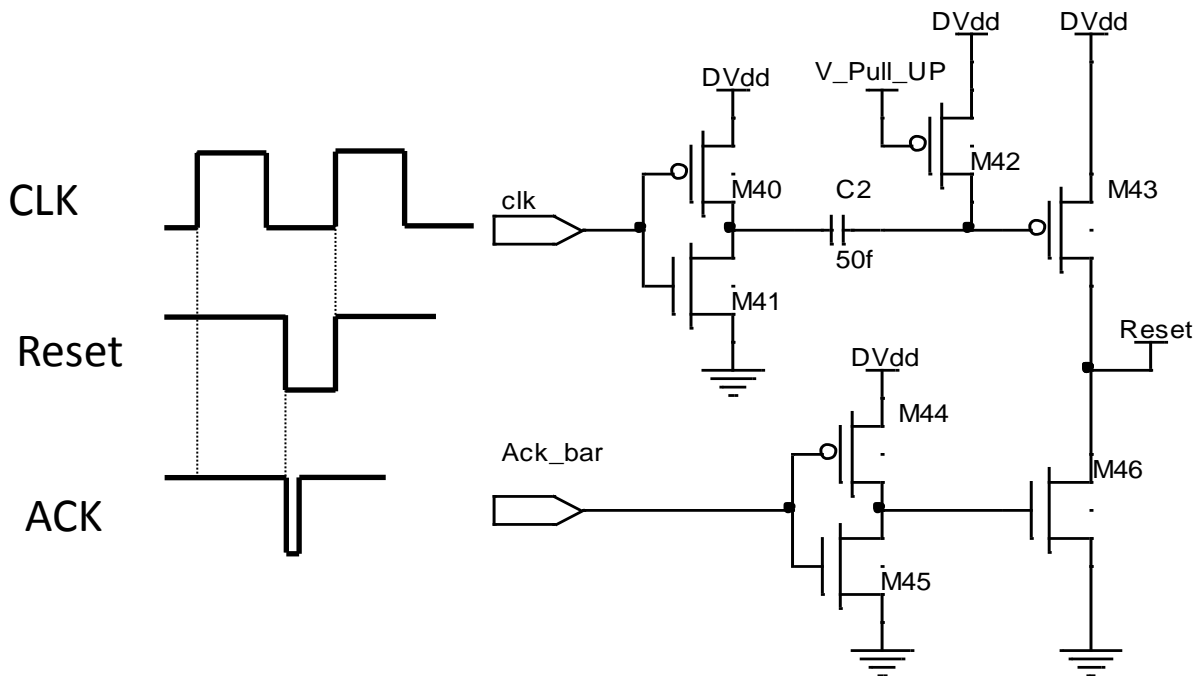 CLK
Reset
ACK
DVdd
DVdd
DVdd
V_Pull_UP
clk
M40
C2
50f
M42
M43
M41
DVdd
Reset
M44
Ack_bar
M46
M45